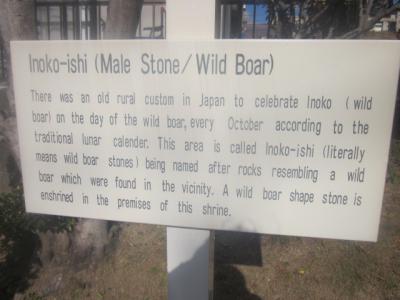 Inoko-ishi (Male Stone/Wild Boar)
There was an old rural custom in Japan to celebrate Inoko (wild
boar) on the day of the wild boar, every October according to the
traditional lunar calender. This area is called Inoko-ishi (literally
means wild boar stones) being named after rocks resembling a wild
boar which were found in the vicinity. A wild boar shape stone is
enshrined in the premises of this shrine.